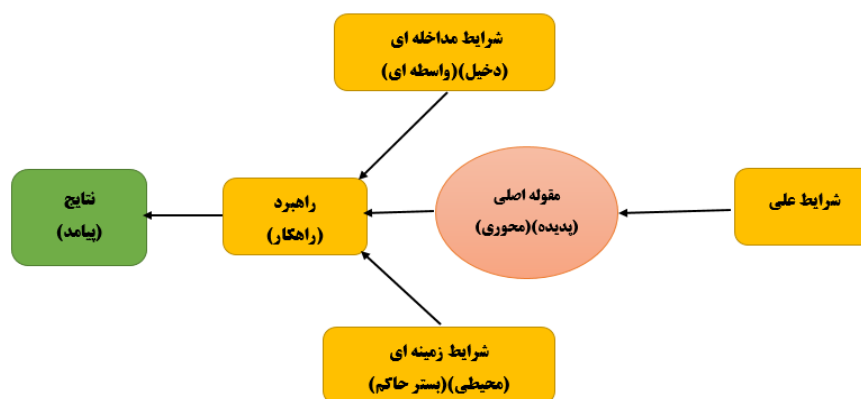 شرایط مداخله ای
(دخیل)(واسطه ای)
شرایط علی
مقوله اصلی
(پدیده)(محوری)
راهبرد
(راهکار)
نتایج
(پیامد)
شرایط زمینه ای
(محیطی)(بستر حاکم)